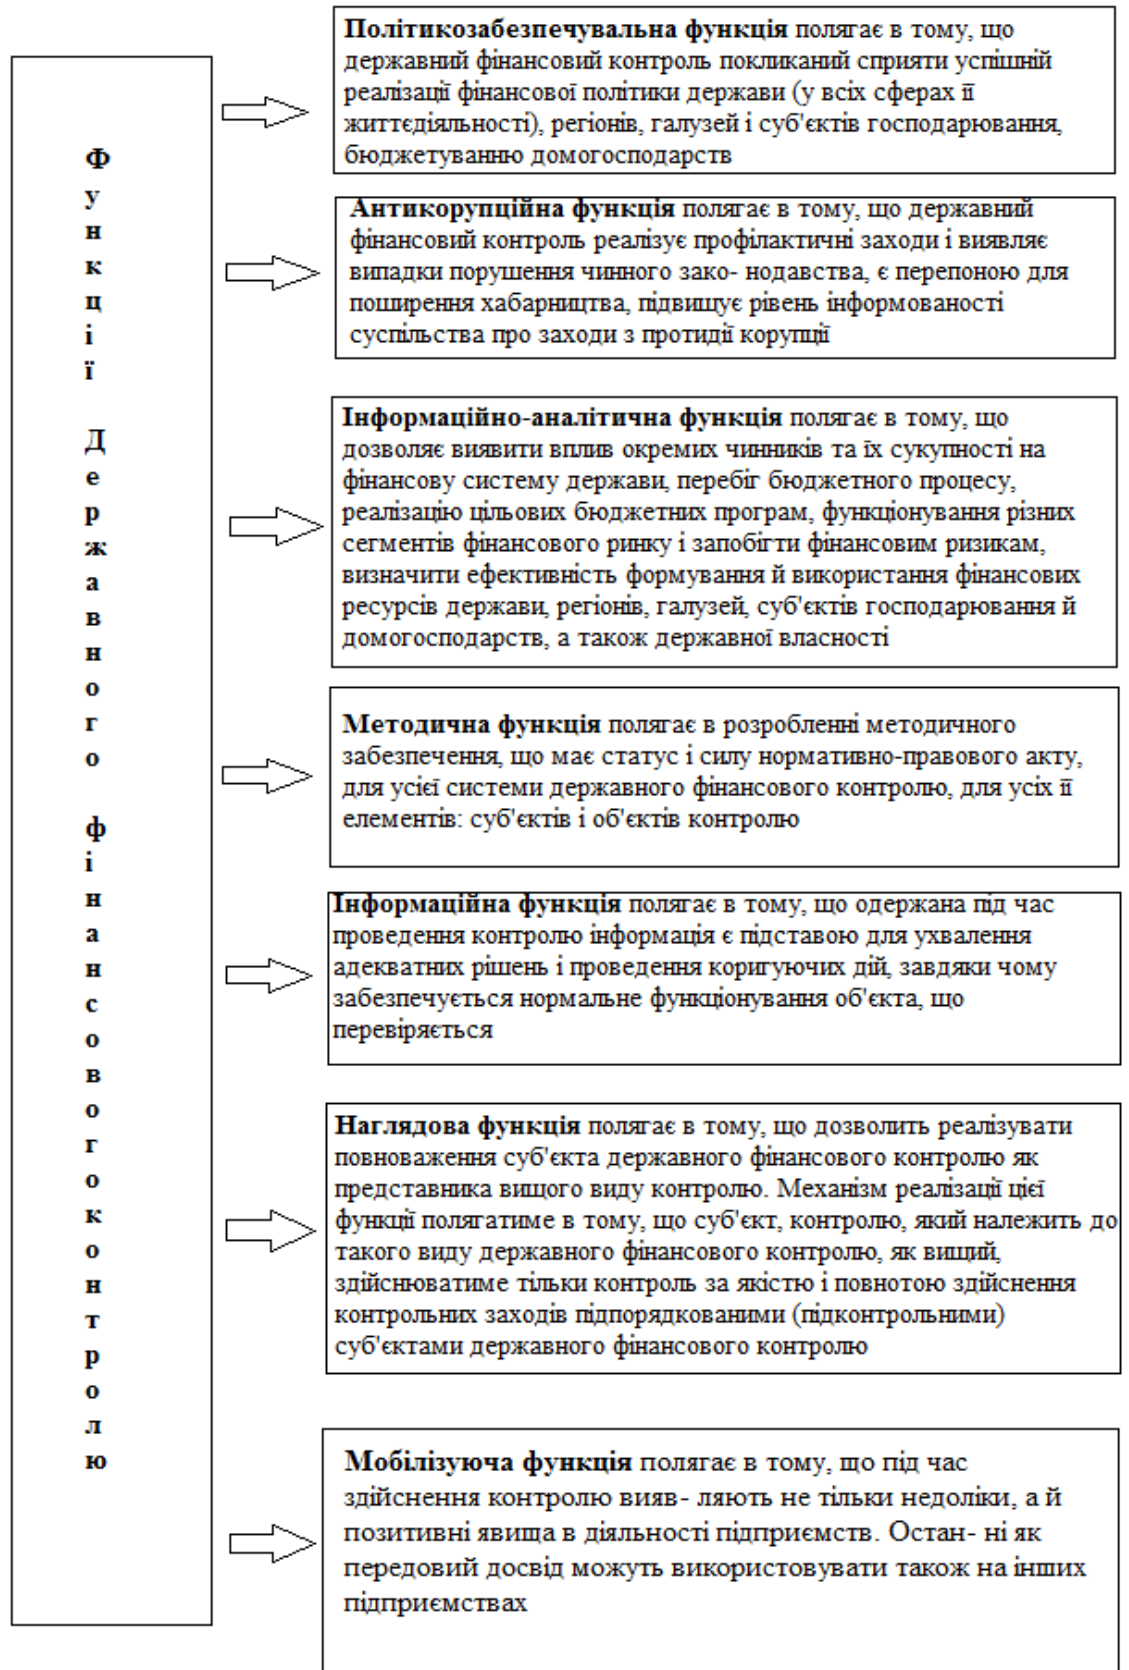 Функції Державного фінансового контролю
Політикозабезпечувальна функція полягає в тому, що
державний фінансовий контроль покликаний сприяти успішній
реалізації фінансової політики держави (у всіх сферах її
життєдіяльності), регіонів, галузей і суб'єктів господарювання,
бюджетуванню домогосподарств
Антикорупційна функція полягає в тому, що державний
фінансовий контроль реалізує профілактичні заходи і виявляє
випадки порушення чинного зако- нодавства, є перепоною для
поширення хабарництва, підвищує рівень інформованості
суспільства про заходи з протидії корупції
Інформаційно-аналітична функція полягає в тому, що
дозволяє виявити вплив окремих чинників та їх сукупності на
фінансову систему держави, перебіг бюджетного процесу,
реалізацію цільових бюджетних програм, функціонування різних
сегментів фінансового ринку і запобігти фінансовим ризикам,
визначити ефективність формування й використання фінансових
ресурсів держави, регіонів, галузей, суб'єктів господарювання й
домогосподарств, а також державної власності
Методична функція полягає в розробленні методичного
забезпечення, що має статус і силу нормативно-правового акту,
для усієї системи державного фінансового контролю, для усіх її
елементів: суб'єктів і об'єктів контролю
Інформаційна функція полягає в тому, що одержана під час
проведення контролю інформація є підставою для ухвалення
адекватних рішень і проведення коригуючих дій, завдяки чому
забезпечується нормальне функціонування об'єкта, що
перевіряється
Наглядова функція полягає в тому, що дозволить реалізувати
повноваження суб'єкта державного фінансового контролю як
представника вищого виду контролю. Механізм реалізації цієї
функції полягатиме в тому, що суб'єкт, контролю, який належить до
такого виду державного фінансового контролю, як вищий,
здійснюватиме тільки контроль за якістю і повнотою здійснення
контрольних заходів підпорядкованими (підконтрольними)
суб'єктами державного фінансового контролю
Мобілізуюча функція полягає в тому, що під час
здійснення контролю вияв- ляють не тільки недоліки, а й
позитивні явища в діяльності підприємств. Остан- ні як
передовий досвід можуть використовувати також на інших
підприємствах